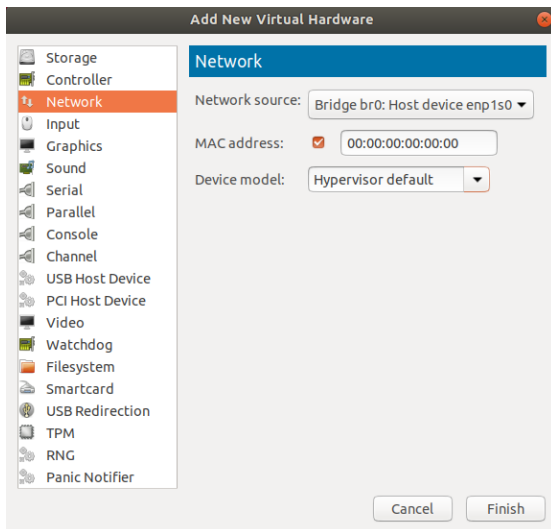 Add New Virtual Hardware
Storage
Controller
Network
Input
Graphics
Sound
Serial
Parallel
Console
Channel
USB Host Device
PCI Host Device
Video
Watchdog
Filesystem
Smartcard
USB Redirection
TPM
RNG
Panic Notifier
Network
Network source: Bridge br0: Host device enp1s0
MAC address: 00:00:00:00:00:00
Device model: Hypervisor default
Cancel Finish